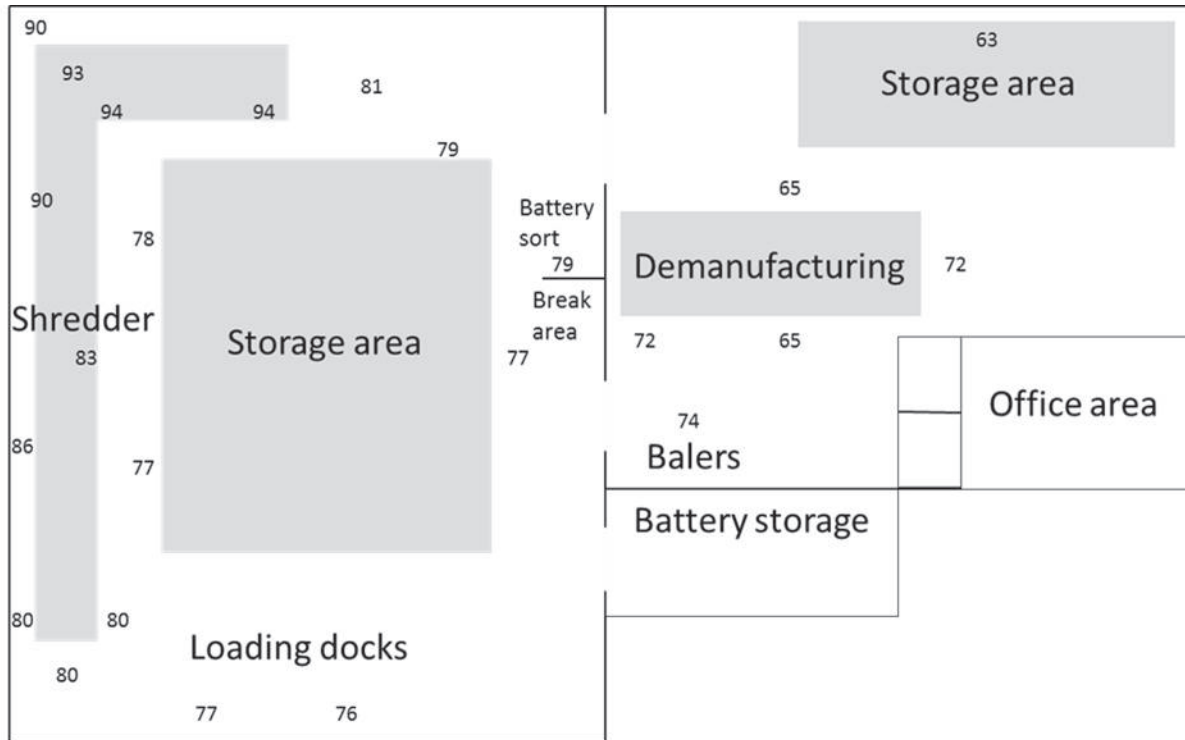 90
63
93
Storage area
81
94
94
79
65
90
Battery
sort
78
79
Demanufacturing
72
Break
area
Shredder
Storage area
72
65
83
77
Office area
74
86
Balers
77
Battery storage
80
80
Loading docks
80
77
76